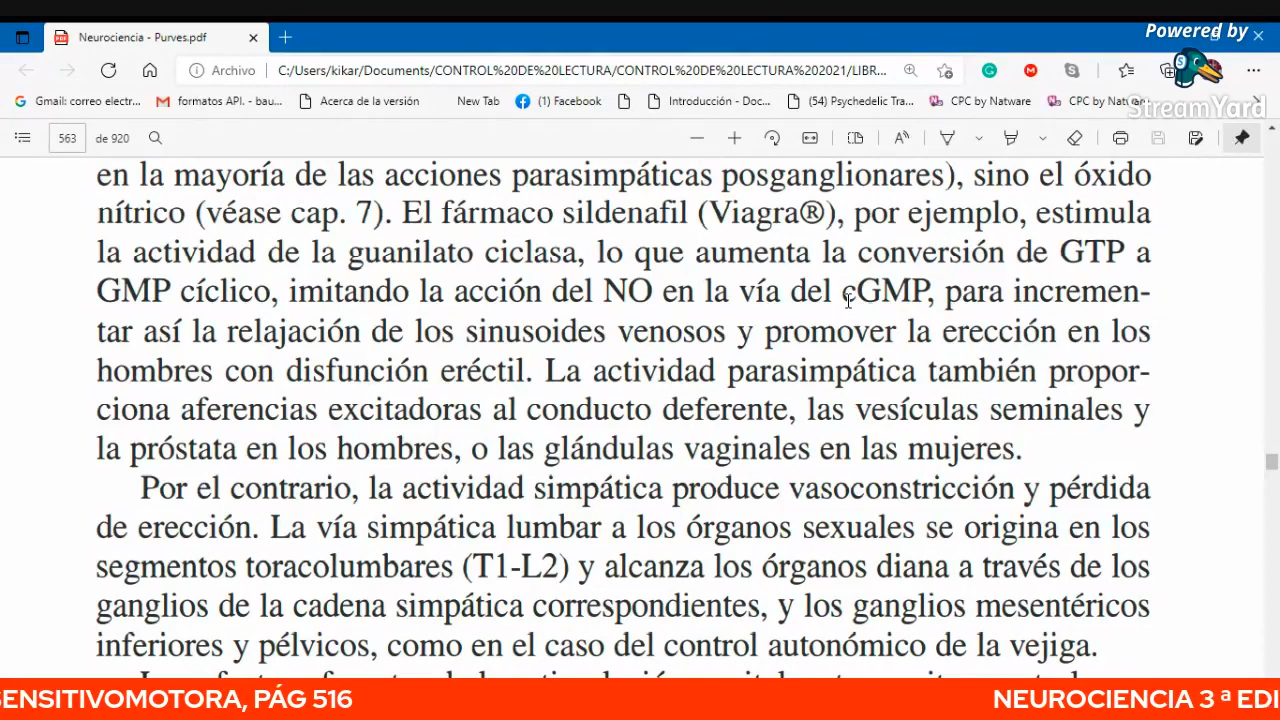 Neurociencia - Purves.pdf
Powered by
Archivo C:/Users/kikar/Documents/CONTROL%20DE%20LECTURA/CONTROL%20DE%20LECTURA%202021/LIBR...
Gmail: correo electr... formatos API. - bau... Acerca de la versión New Tab (1) Facebook Introducción - Doc... (54) Psychedelic Tra... CPC by Natware CPC by Natware
StreamYard
563 de 920
en la mayoría de las acciones parasimpáticas posganglionares), sino el óxido
nítrico (véase cap. 7). El fármaco sildenafil (Viagra®), por ejemplo, estimula
la actividad de la guanilato ciclasa, lo que aumenta la conversión de GTP a
GMP cíclico, imitando la acción del NO en la vía del cGMP, para incremen-
tar así la relajación de los sinusoides venosos y promover la erección en los
hombres con disfunción eréctil. La actividad parasimpática también propor-
ciona aferencias excitadoras al conducto deferente, las vesículas seminales y
la próstata en los hombres, o las glándulas vaginales en las mujeres.
Por el contrario, la actividad simpática produce vasoconstricción y pérdida
de erección. La vía simpática lumbar a los órganos sexuales se origina en los
segmentos toracolumbares (T1-L2) y alcanza los órganos diana a través de los
ganglios de la cadena simpática correspondientes, y los ganglios mesentéricos
inferiores y pélvicos, como en el caso del control autonómico de la vejiga.
SENSITIVOMOTORA, PÁG 516 NEUROCIENCIA 3 ª EDI